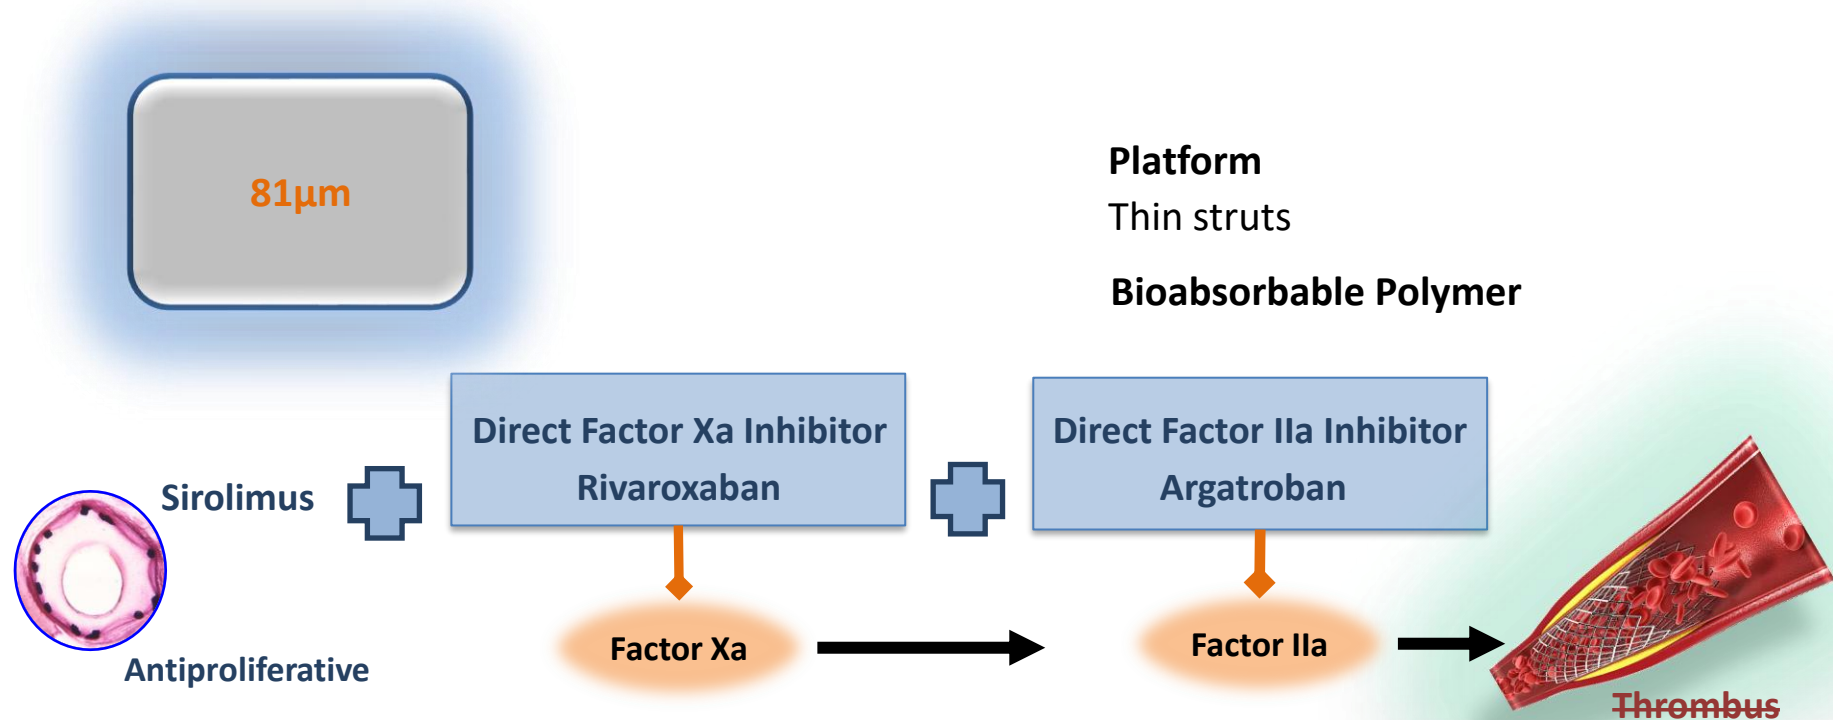 81µm
Platform
Thin struts
Bioabsorbable Polymer
Sirolimus
Direct Factor Xa Inhibitor
Rivaroxaban
Direct Factor IIa Inhibitor
Argatroban
Antiproliferative
Factor Xa
Factor IIa
Thrombus